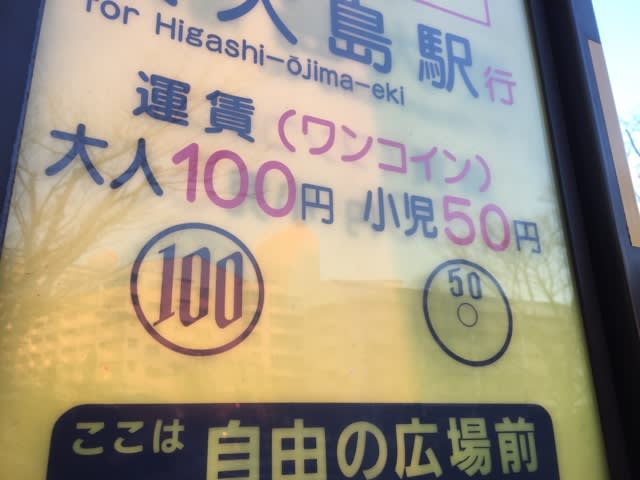 大島駅行
for Higashi-ōjima-eki
運賃（ワンコイン）
大人100円 小児50円
100 50
ここは 自由の広場前